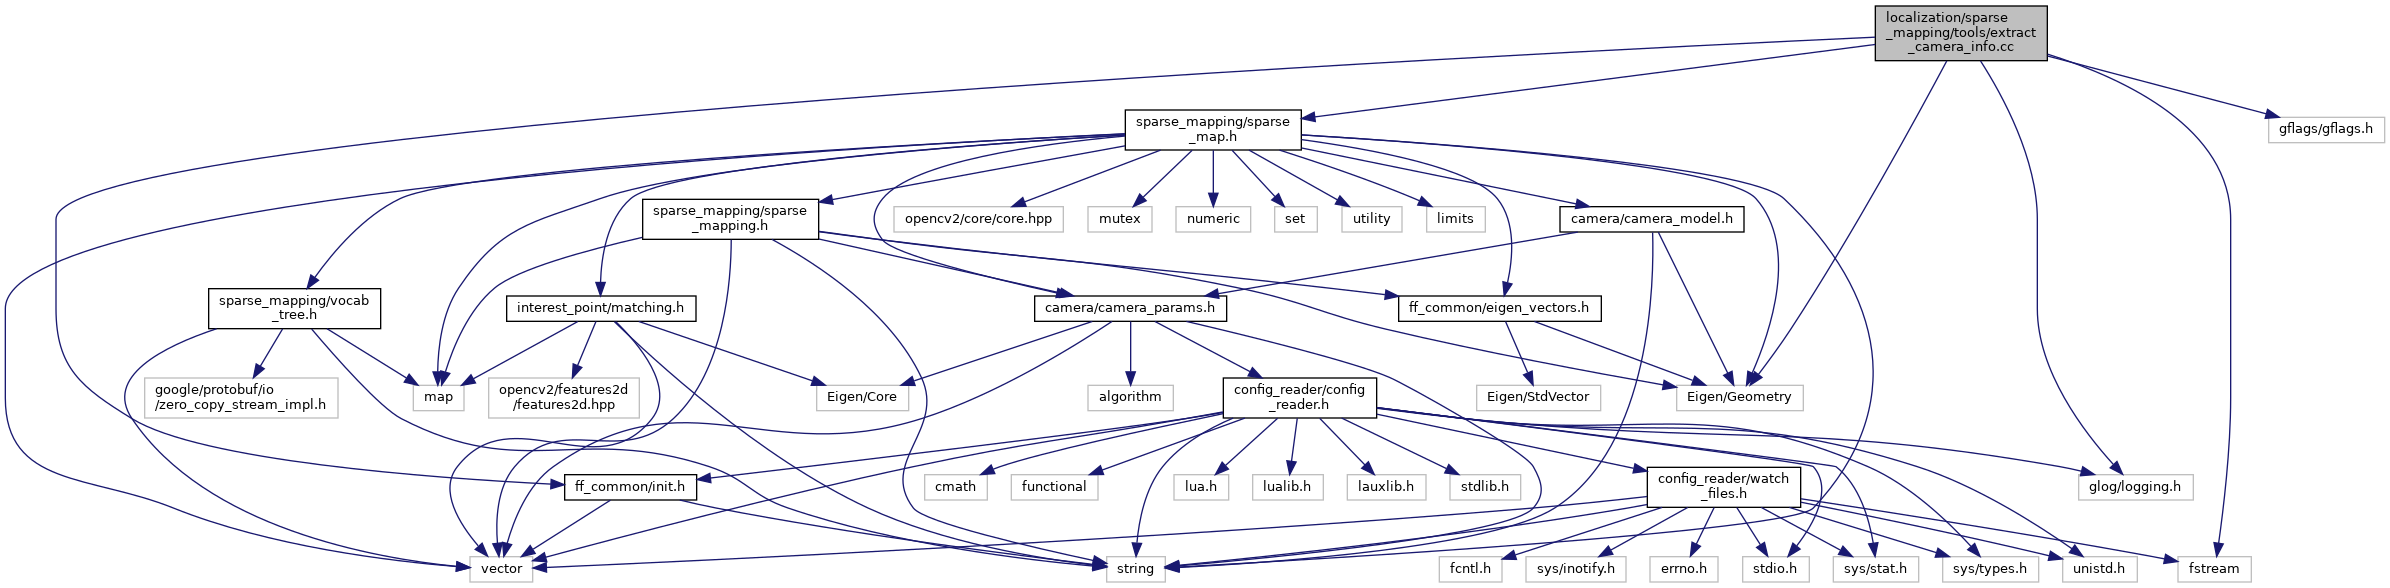 localization/sparse
_mapping/tools/extract
_camera_info.cc
sparse_mapping/sparse
_map.h
gflags/gflags.h
sparse_mapping/sparse
_mapping.h
opencv2/core/core.hpp
mutex
numeric
set
utility
limits
camera/camera_model.h
sparse_mapping/vocab
_tree.h
interest_point/matching.h
camera/camera_params.h
ff_common/eigen_vectors.h
google/protobuf/io
/zero_copy_stream_impl.h
map
opencv2/features2d
/features2d.hpp
Eigen/Core
algorithm
config_reader/config
_reader.h
Eigen/StdVector
Eigen/Geometry
ff_common/init.h
cmath
functional
lua.h
lualib.h
lauxlib.h
stdlib.h
config_reader/watch
_files.h
glog/logging.h
vector
string
fcntl.h
sys/inotify.h
errno.h
stdio.h
sys/stat.h
sys/types.h
unistd.h
fstream